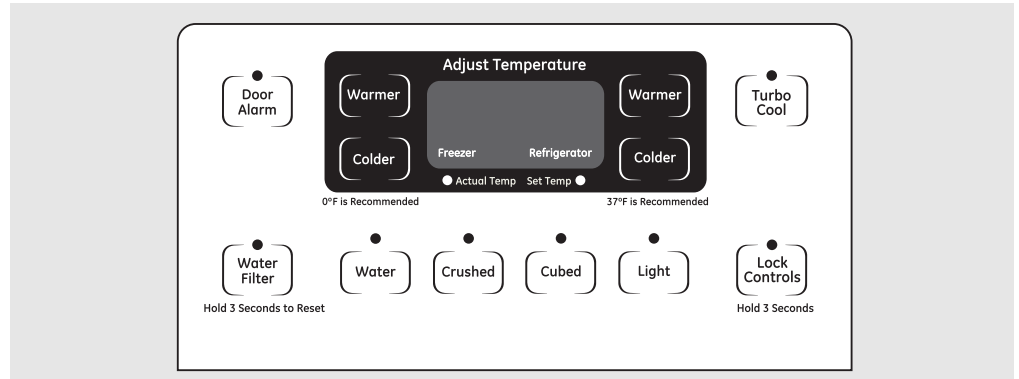 Adjust Temperature
Door
Alarm
Warmer
Warmer
Turbo
Cool
Colder
Freezer
Refrigerator
Colder
Actual Temp
Set Temp
0°F is Recommended
37°F is Recommended
Water
Filter
Water
Crushed
Cubed
Light
Lock
Controls
Hold 3 Seconds to Reset
Hold 3 Seconds